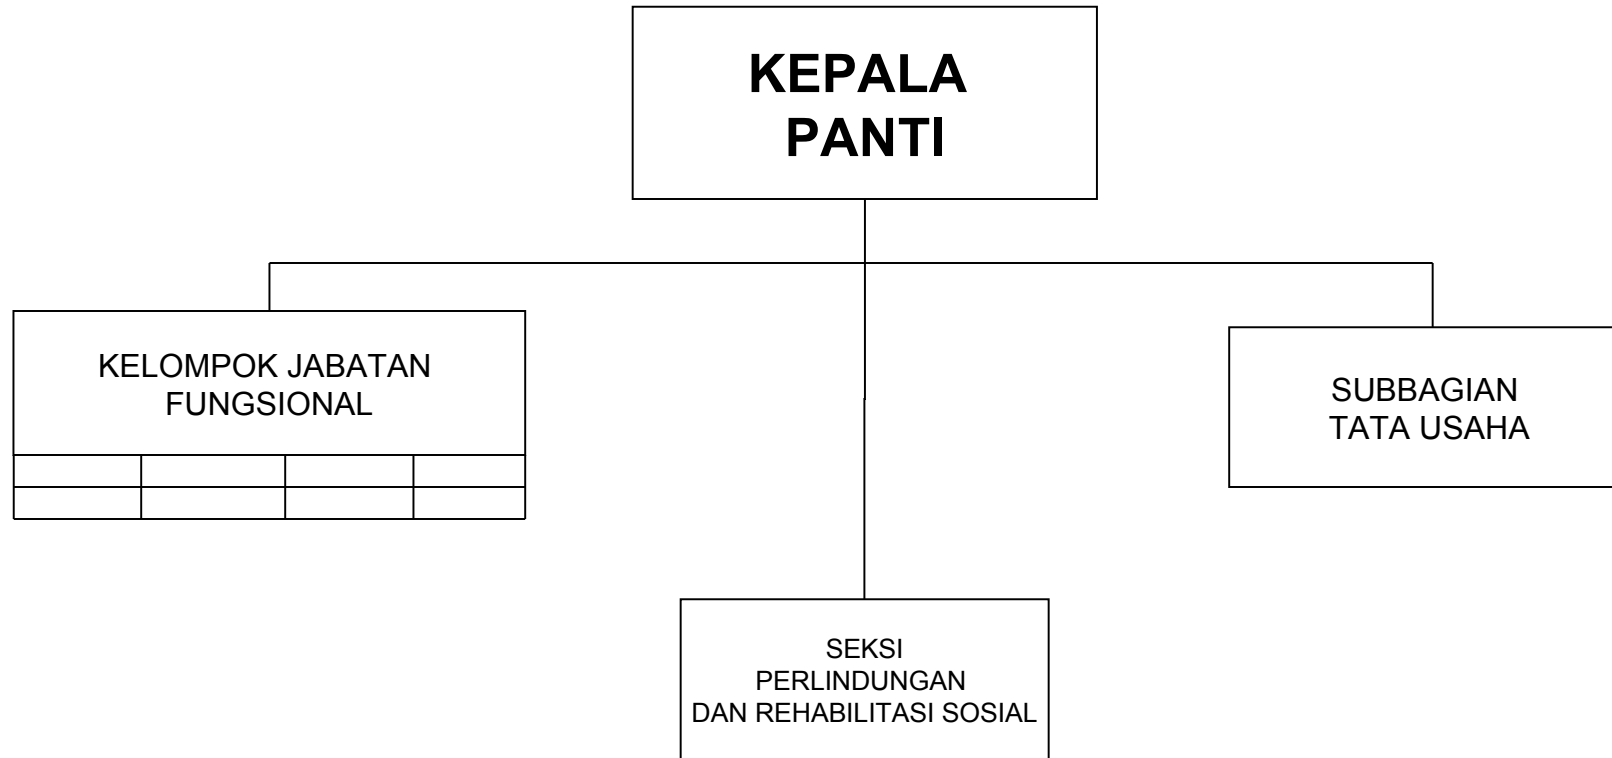 KEPALA
PANTI
KELOMPOK JABATAN
FUNGSIONAL
SUBBAGIAN
TATA USAHA
SEKSI
PERLINDUNGAN
DAN REHABILITASI SOSIAL